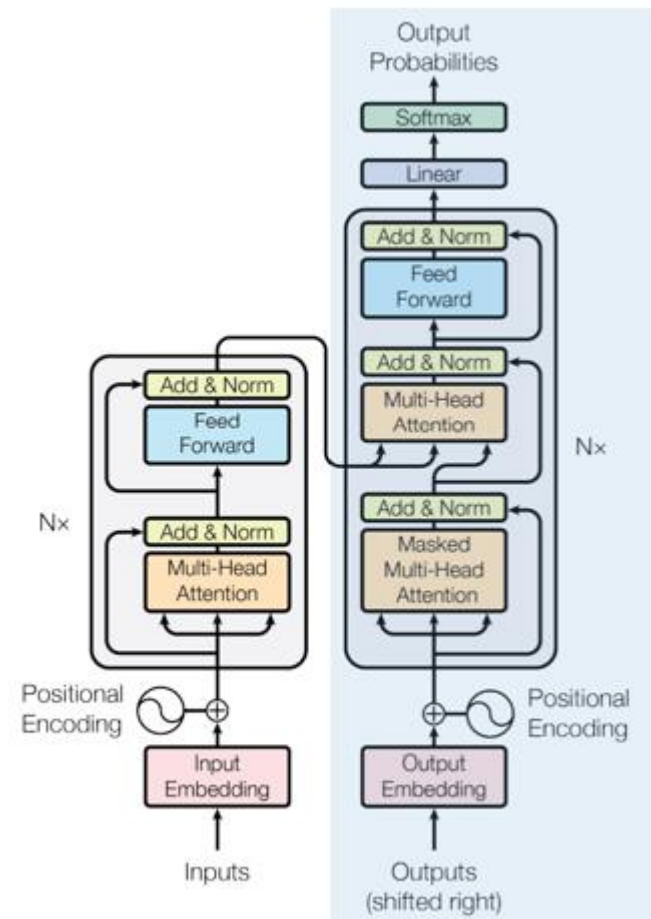 Output
Probabilities
Softmax
Linear
Add & Norm
Feed
Forward
Add & Norm
Multi-Head
Attention
Nx
Add & Norm
Masked
Multi-Head
Attention
Positional
Encoding
Output
Embedding
Outputs
(shifted right)
Add & Norm
Feed
Forward
Nx
Add & Norm
Multi-Head
Attention
Positional
Encoding
Input
Embedding
Inputs